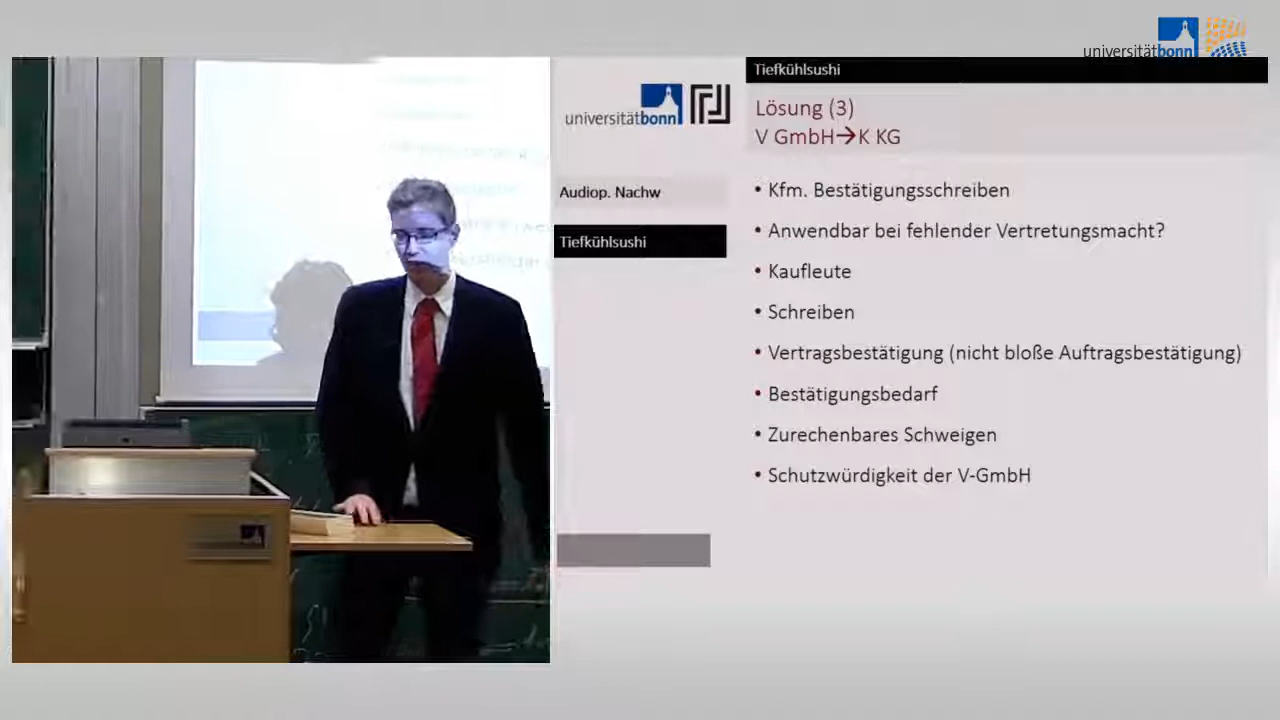 universitätbonn
universitätbonn
Audiop. Nachw
Tiefkühlsushi
Tiefkühlsushi
Lösung (3)
V GmbH→K KG
• Kfm. Bestätigungsschreiben
• Anwendbar bei fehlender Vertretungsmacht?
• Kaufleute
• Schreiben
• Vertragsbestätigung (nicht bloße Auftragsbestätigung)
• Bestätigungsbedarf
• Zurechenbares Schweigen
• Schutzwürdigkeit der V-GmbH